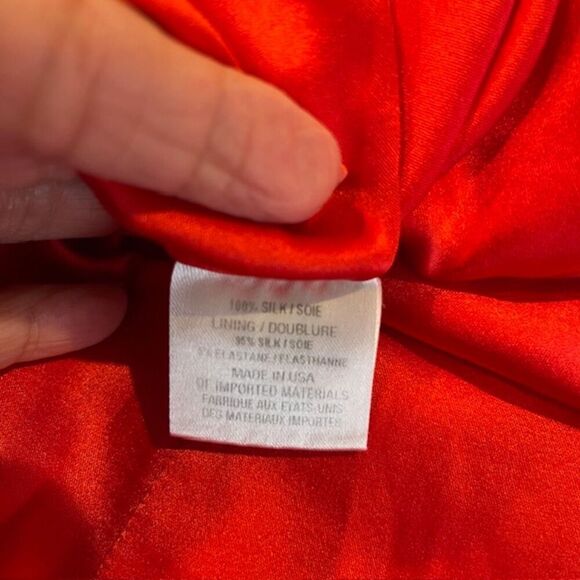 100% SILK / SOIE
LINING / DOUBLURE
95% SILK / SOIE
5% ELASTANE / ELASTHANNE
MADE IN USA
OF IMPORTED MATERIALS
FABRIQUE AUX ETATS-UNIS
DES MATERIAUX IMPORTES